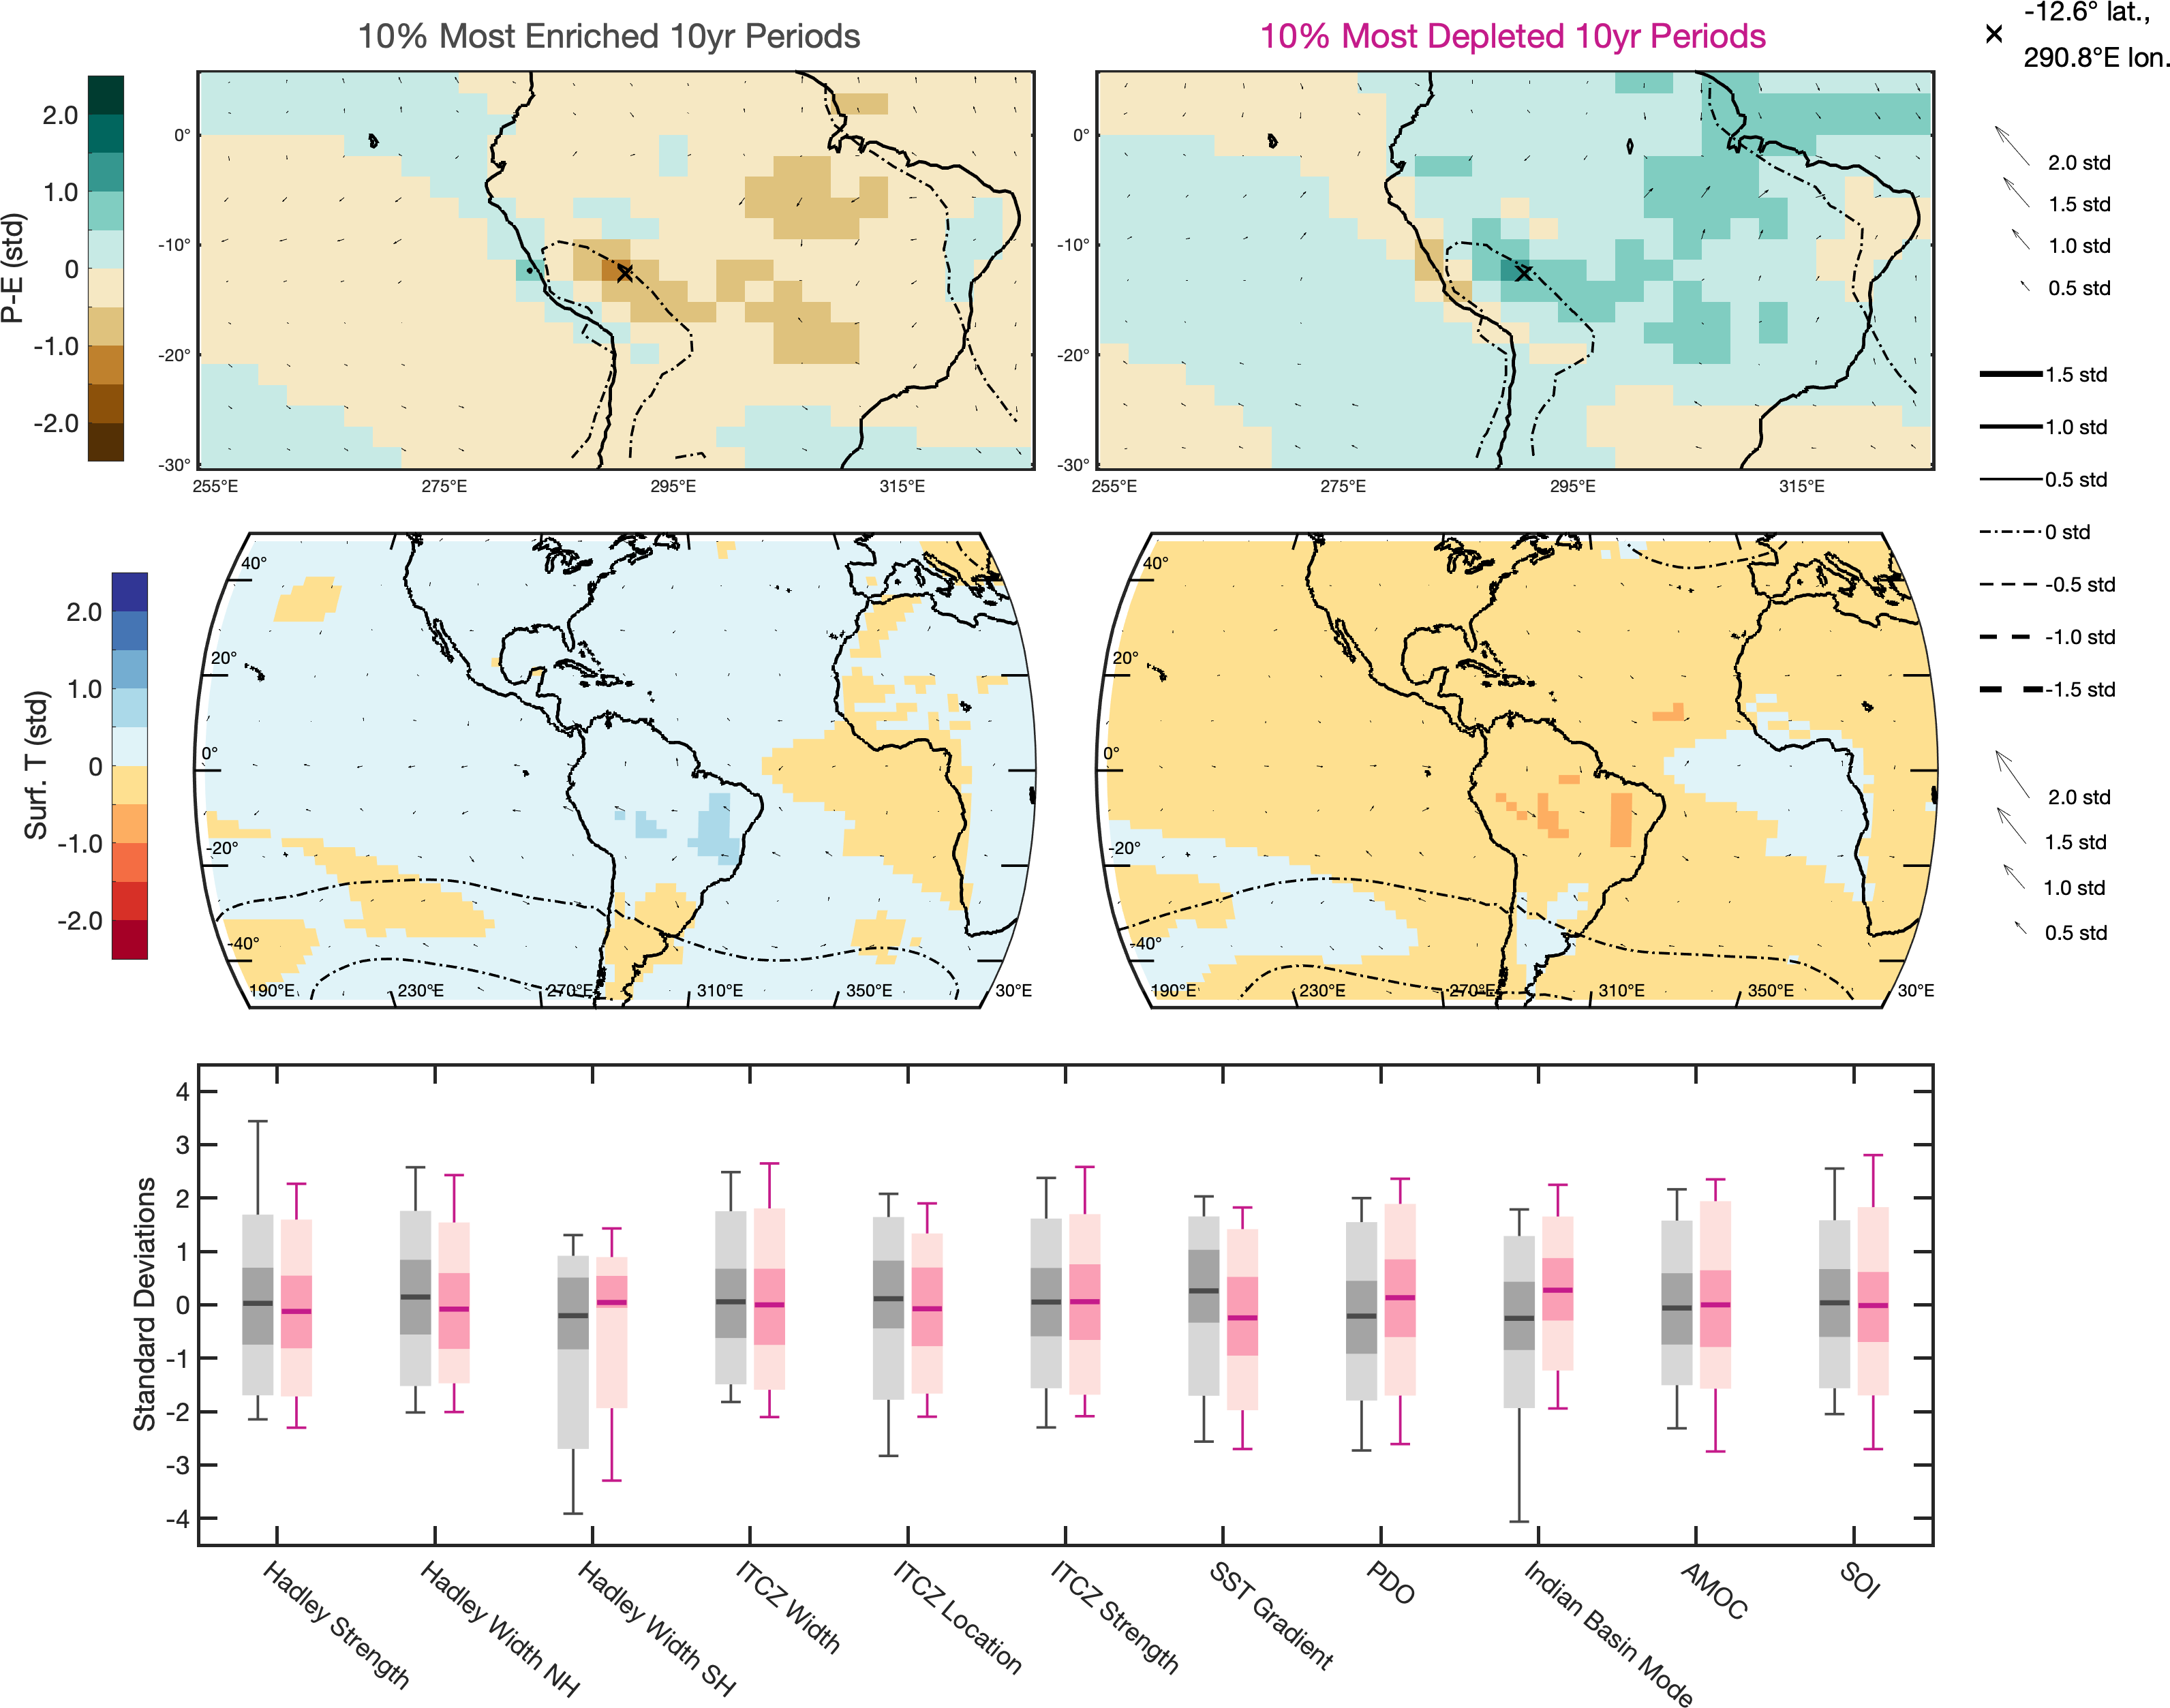 10% Most Enriched 10yr Periods
10% Most Depleted 10yr Periods
-12.6° lat.,
290.8°E lon.
P-E (std)
2.0
1.0
0
-1.0
-2.0
0°
-10°
-20°
-30°
255°E
275°E
295°E
315°E
0°
-10°
-20°
-30°
255°E
275°E
295°E
315°E
2.0 std
1.5 std
1.0 std
0.5 std
1.5 std
1.0 std
0.5 std
0 std
-0.5 std
-1.0 std
-1.5 std
Surf. T (std)
2.0
1.0
0
-1.0
-2.0
40°
20°
0°
-20°
-40°
190°E
230°E
270°E
310°E
350°E
30°E
40°
20°
0°
-20°
-40°
190°E
230°E
270°E
310°E
350°E
30°E
2.0 std
1.5 std
1.0 std
0.5 std
Standard Deviations
4
3
2
1
0
-1
-2
-3
-4
Hadley Strength
Hadley Width NH
Hadley Width SH
ITCZ Width
ITCZ Location
ITCZ Strength
SST Gradient
PDO
Indian Basin Mode
AMOC
SOI